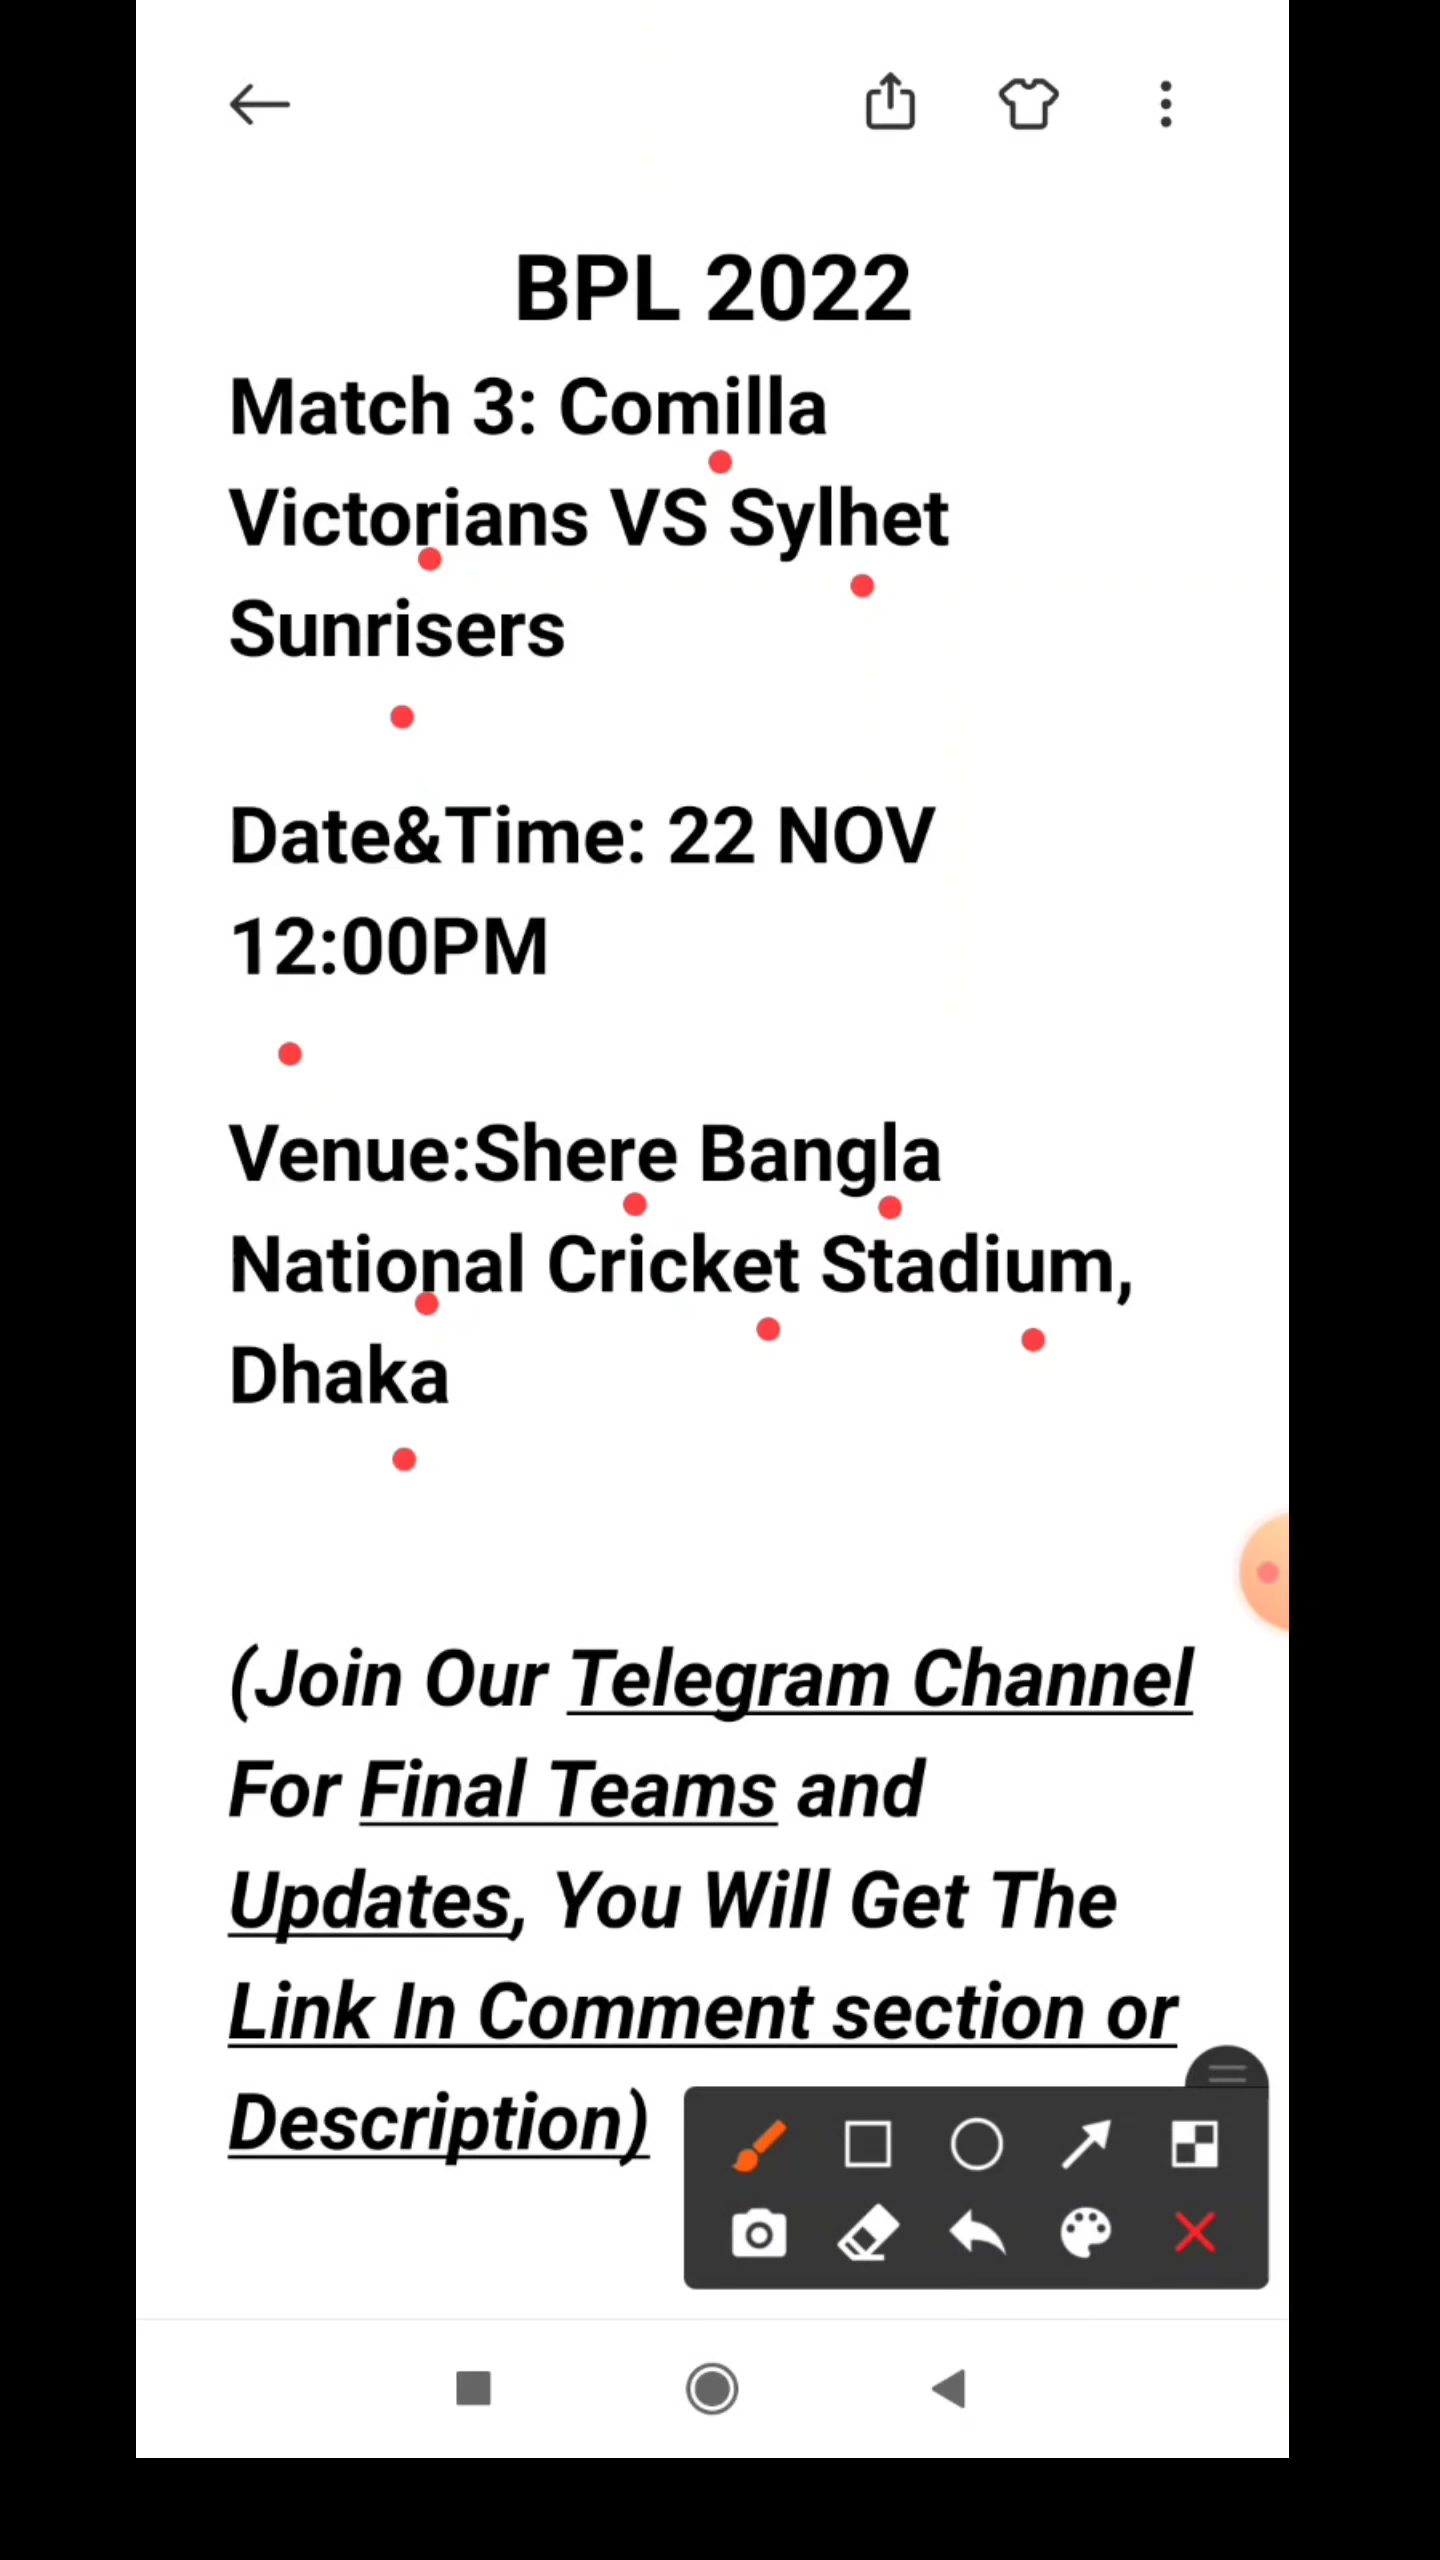 BPL 2022
Match 3: Comilla
Victorians VS Sylhet
Sunrisers
Date&Time: 22 NOV
12:00PM
Venue:Shere Bangla
National Cricket Stadium,
Dhaka
(Join Our Telegram Channel
For Final Teams and
Updates, You Will Get The
Link In Comment section or
Description)